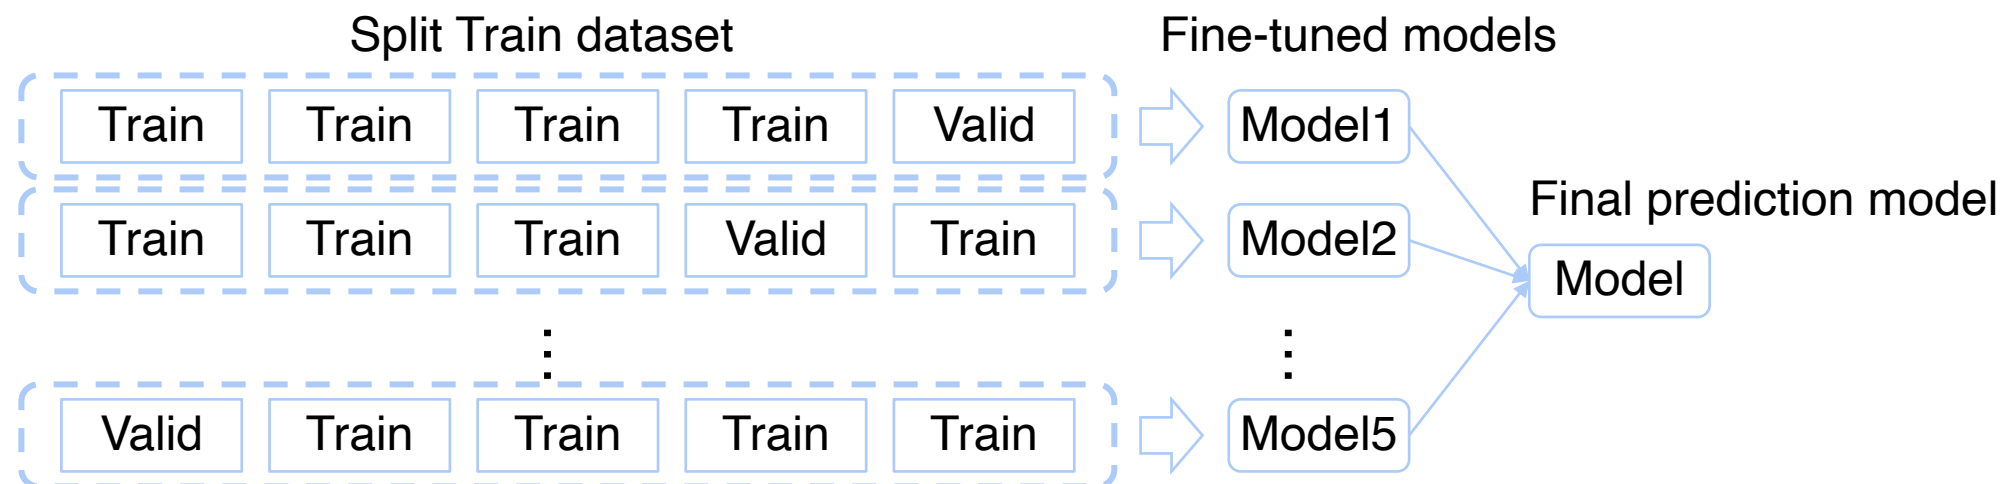 Split Train dataset
Fine-tuned models
Train Train Train Train Valid
Model1
Train Train Train Valid Train
Model2
Final prediction model
Model
⋮ ⋮
Valid Train Train Train Train
Model5